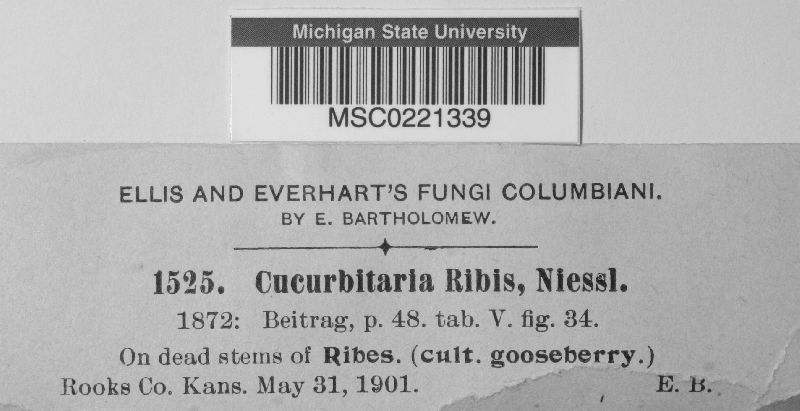 Michigan State University
MSC0221339
ELLIS AND EVERHART'S FUNGI COLUMBIANI.
BY E. BARTHOLOMEW.
1525. Cucurbitaria Ribis, Niessl.
1872: Beitrag, p. 48. tab. V. fig. 34.
On dead stems of Ribes. (cult. gooseberry.)
Rooks Co. Kans. May 31, 1901. E. B.